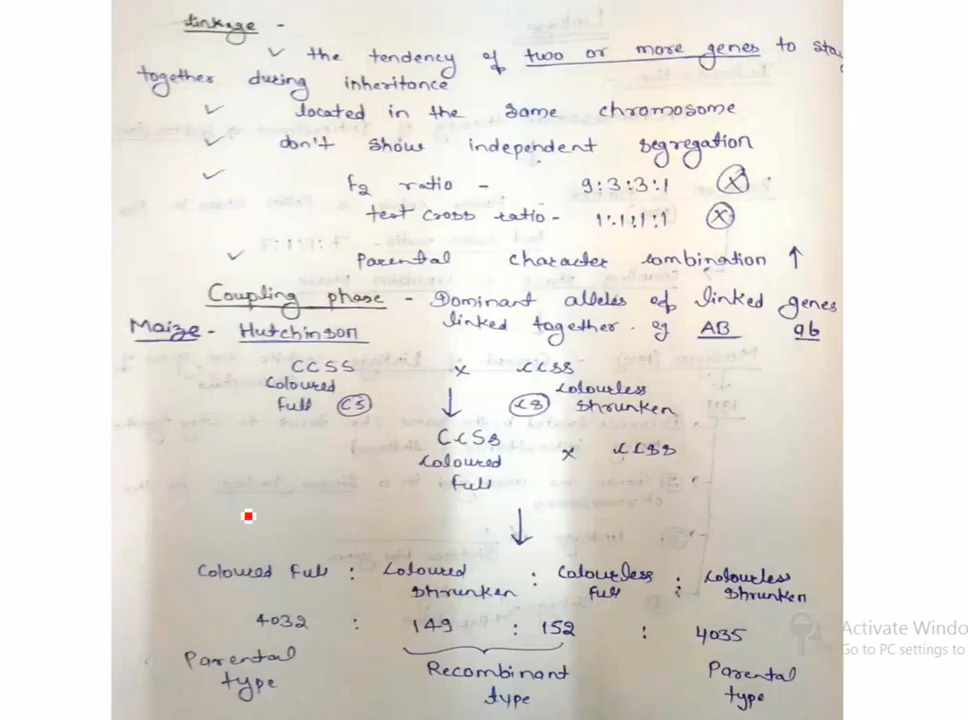 Linkage -
✓ the tendency of two or more genes to
together during inheritance
✓ located in the same chromosome
✓ don't show independent segregation
✓ F2 ratio - 9:3:3:1 (X)
test cross ratio - 1:1:1:1 (X)
✓ Parental character combination ↑
Coupling phase - Dominant alleles of linked genes
Maize - Hutchinson linked together. eg AB ab
CCSS x ccss
Coloured Colourless
Full (CS) (cs) shrunken
↓
CcSs x ccss
Coloured
full
↓
Coloured Full : Coloured Shrunken : Colourless full : Colourless Shrunken
4032 : 149 : 152 : 4035
Parental type Recombinant type Parental type
Activate Windo
Go to PC settings to